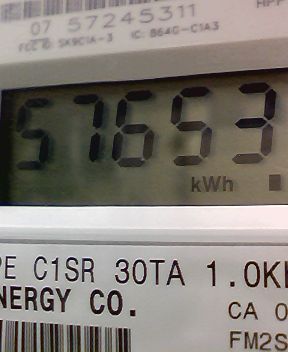 07 57245311
FCC ID SK9C1A-3 IC: 864G-C1A3
57653
kWh
PE C1SR 30TA 1.0K
NERGY CO.
CA 0
FM2S